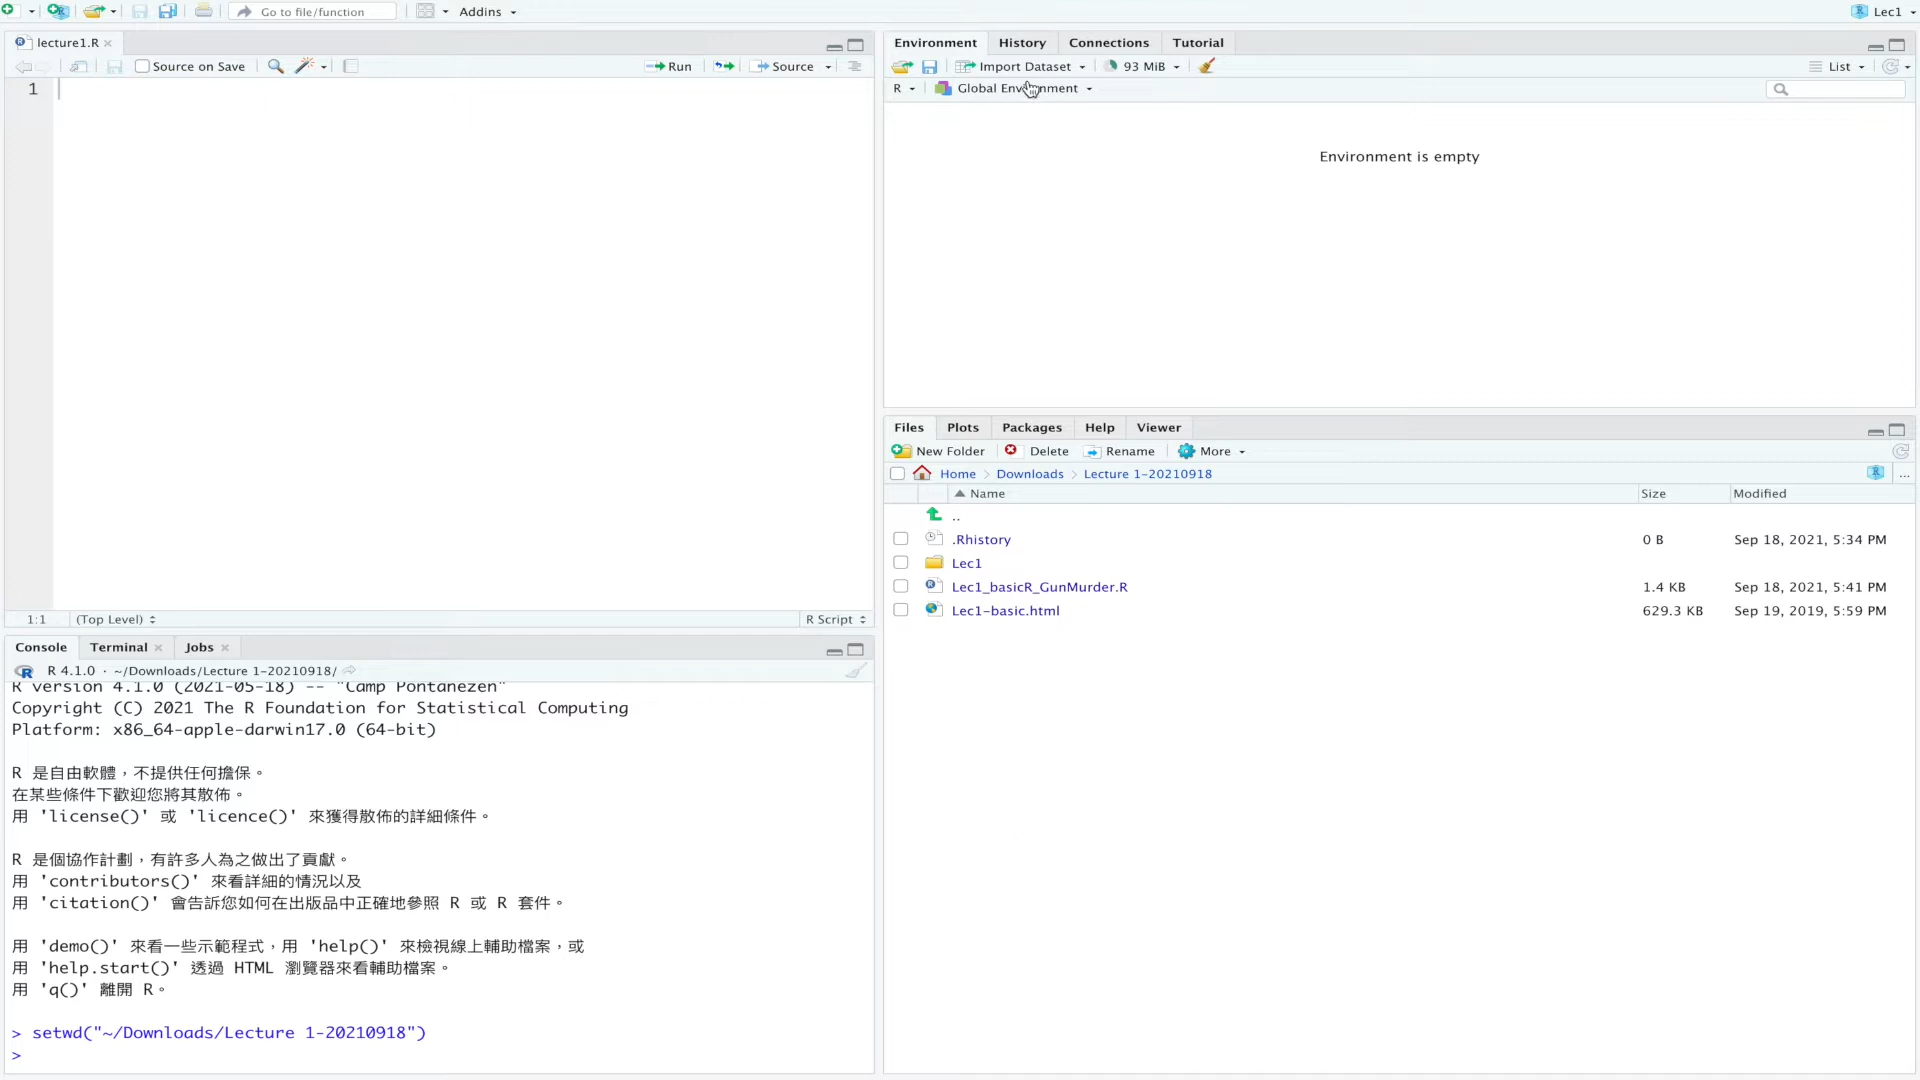 Go to file/function
Addins
Lec1
lecture1.R
Source on Save
Run
Source
1
1:1
(Top Level)
R Script
Console
Terminal
Jobs
R 4.1.0 · ~/Downloads/Lecture 1-20210918/
R version 4.1.0 (2021-05-18) -- "Camp Pontanezen"
Copyright (C) 2021 The R Foundation for Statistical Computing
Platform: x86_64-apple-darwin17.0 (64-bit)
R 是自由軟體，不提供任何擔保。
在某些條件下歡迎您將其散佈。
用 'license()' 或 'licence()' 來獲得散佈的詳細條件。
R 是個協作計劃，有許多人為之做出了貢獻。
用 'contributors()' 來看詳細的情況以及
用 'citation()' 會告訴您如何在出版品中正確地參照 R 或 R 套件。
用 'demo()' 來看一些示範程式，用 'help()' 來檢視線上輔助檔案，或
用 'help.start()' 透過 HTML 瀏覽器來看輔助檔案。
用 'q()' 離開 R。
> setwd("~/Downloads/Lecture 1-20210918")
>
Environment
History
Connections
Tutorial
Import Dataset
93 MiB
List
R
Global Environment
Environment is empty
Files
Plots
Packages
Help
Viewer
New Folder
Delete
Rename
More
Home
Downloads
Lecture 1-20210918
...
Name
Size
Modified
..
.Rhistory
0 B
Sep 18, 2021, 5:34 PM
Lec1
Lec1_basicR_GunMurder.R
1.4 KB
Sep 18, 2021, 5:41 PM
Lec1-basic.html
629.3 KB
Sep 19, 2019, 5:59 PM